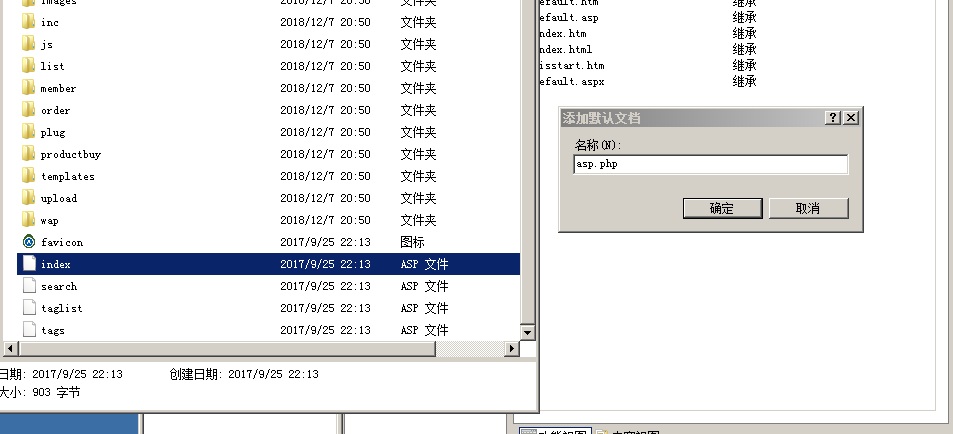 images 2018/12/7 20:50 文件夹
inc 2018/12/7 20:50 文件夹
js 2018/12/7 20:50 文件夹
list 2018/12/7 20:50 文件夹
member 2018/12/7 20:50 文件夹
order 2018/12/7 20:50 文件夹
plug 2018/12/7 20:50 文件夹
productbuy 2018/12/7 20:50 文件夹
templates 2018/12/7 20:50 文件夹
upload 2018/12/7 20:50 文件夹
wap 2018/12/7 20:50 文件夹
favicon 2017/9/25 22:13 图标
index 2017/9/25 22:13 ASP 文件
search 2017/9/25 22:13 ASP 文件
taglist 2017/9/25 22:13 ASP 文件
tags 2017/9/25 22:13 ASP 文件
日期: 2017/9/25 22:13 创建日期: 2017/9/25 22:13
大小: 903 字节
efault.htm 继承
efault.asp 继承
ndex.htm 继承
ndex.html 继承
isstart.htm 继承
efault.aspx 继承
添加默认文档
名称(N):
asp.php
确定 取消
功能视图 内容视图